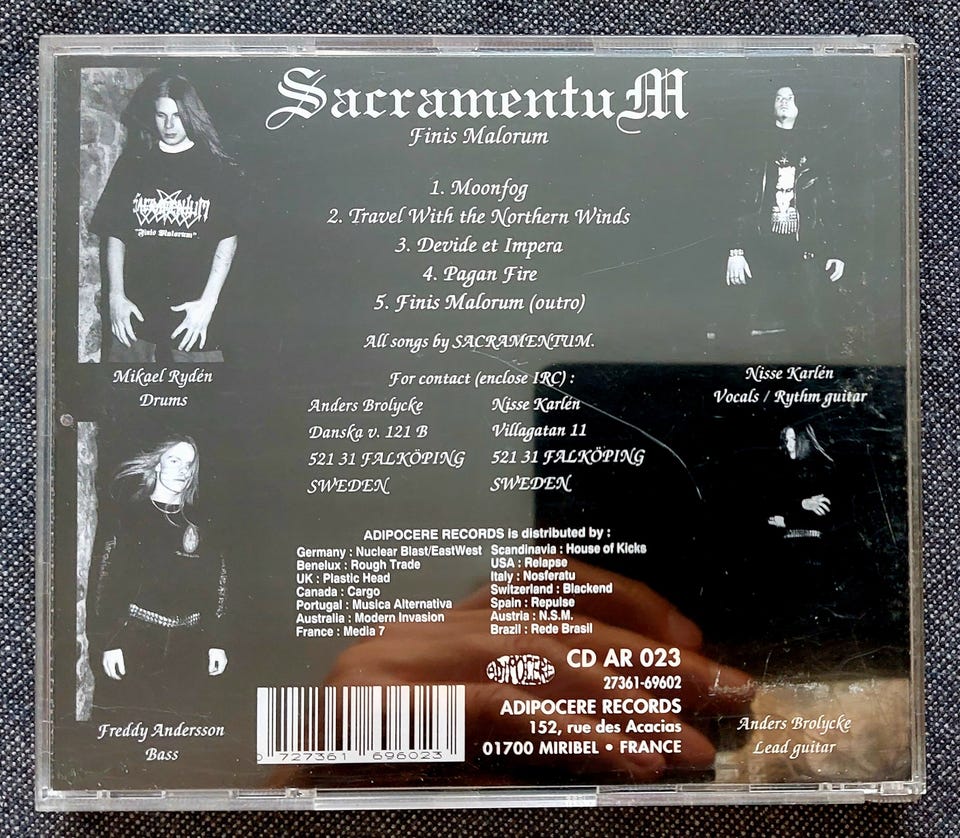 SacramentuM
Finis Malorum
"Finis Malorum".
1. Moonfog
2. Travel With the Northern Winds
3. Devide et Impera
4. Pagan Fire
5. Finis Malorum (outro)
All songs by SACRAMENTUM.
Mikael Rydén
Drums
Nisse Karlén
Vocals / Rythm guitar
For contact (enclose IRC) :
Anders Brolycke
Danska v. 121 B
521 31 FALKÖPING
SWEDEN
Nisse Karlén
Villagatan 11
521 31 FALKÖPING
SWEDEN
ADIPOCERE RECORDS is distributed by :
Germany : Nuclear Blast/EastWest
Benelux : Rough Trade
UK : Plastic Head
Canada : Cargo
Portugal : Musica Alternativa
Australia : Modern Invasion
France : Media 7
Scandinavia : House of Kicks
USA : Relapse
Italy : Nosferatu
Switzerland : Blackend
Spain : Repulse
Austria : N.S.M.
Brazil : Rede Brasil
Freddy Andersson
Bass
0 727361 696023
ADIPOCERE
CD AR 023
27361-69602
ADIPOCERE RECORDS
152, rue des Acacias
01700 MIRIBEL • FRANCE
Anders Brolycke
Lead guitar